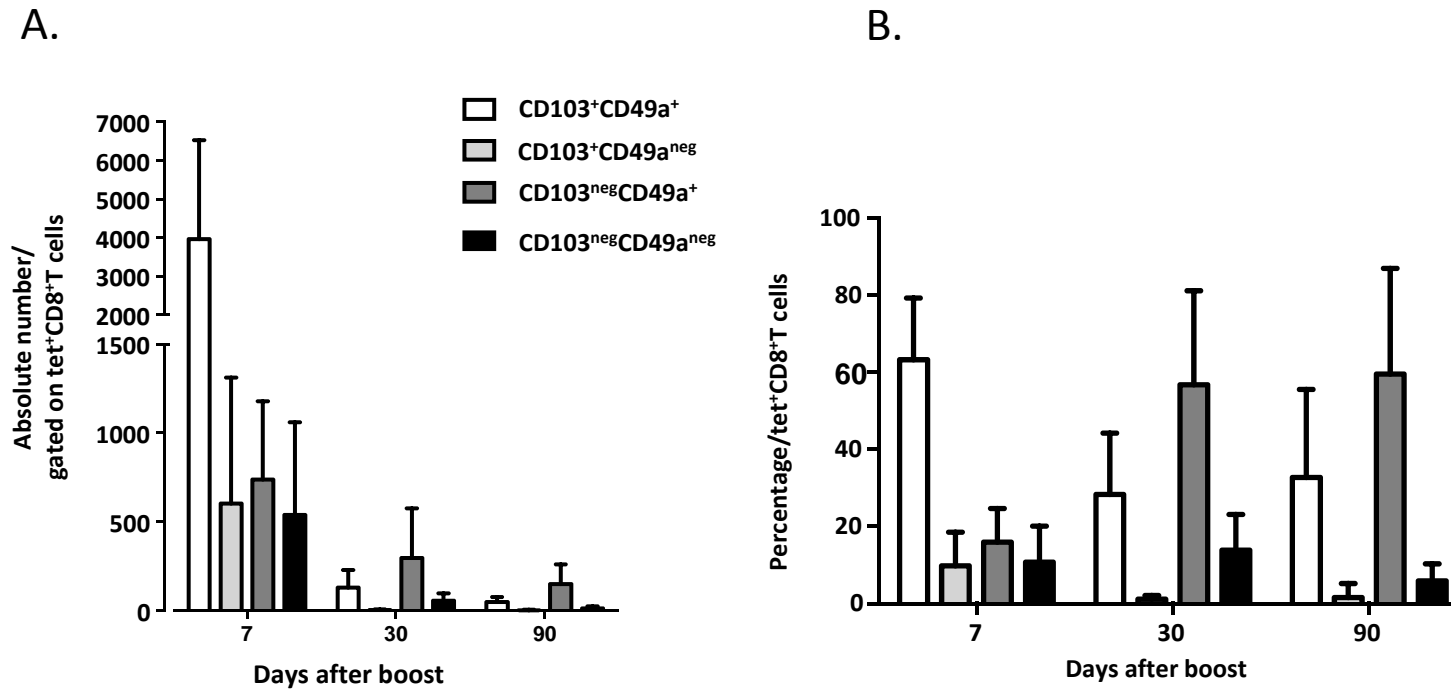 A.
B.
CD103⁺CD49a⁺
CD103⁺CD49aⁿᵉᵍ
CD103ⁿᵉᵍCD49a⁺
CD103ⁿᵉᵍCD49aⁿᵉᵍ
7000
6000
5000
4000
3000
2000
1500
1000
500
0
Absolute number/
gated on tet⁺CD8⁺T cells
7 30 90
Days after boost
100
80
60
40
20
0
Percentage/tet⁺CD8⁺T cells
7 30 90
Days after boost